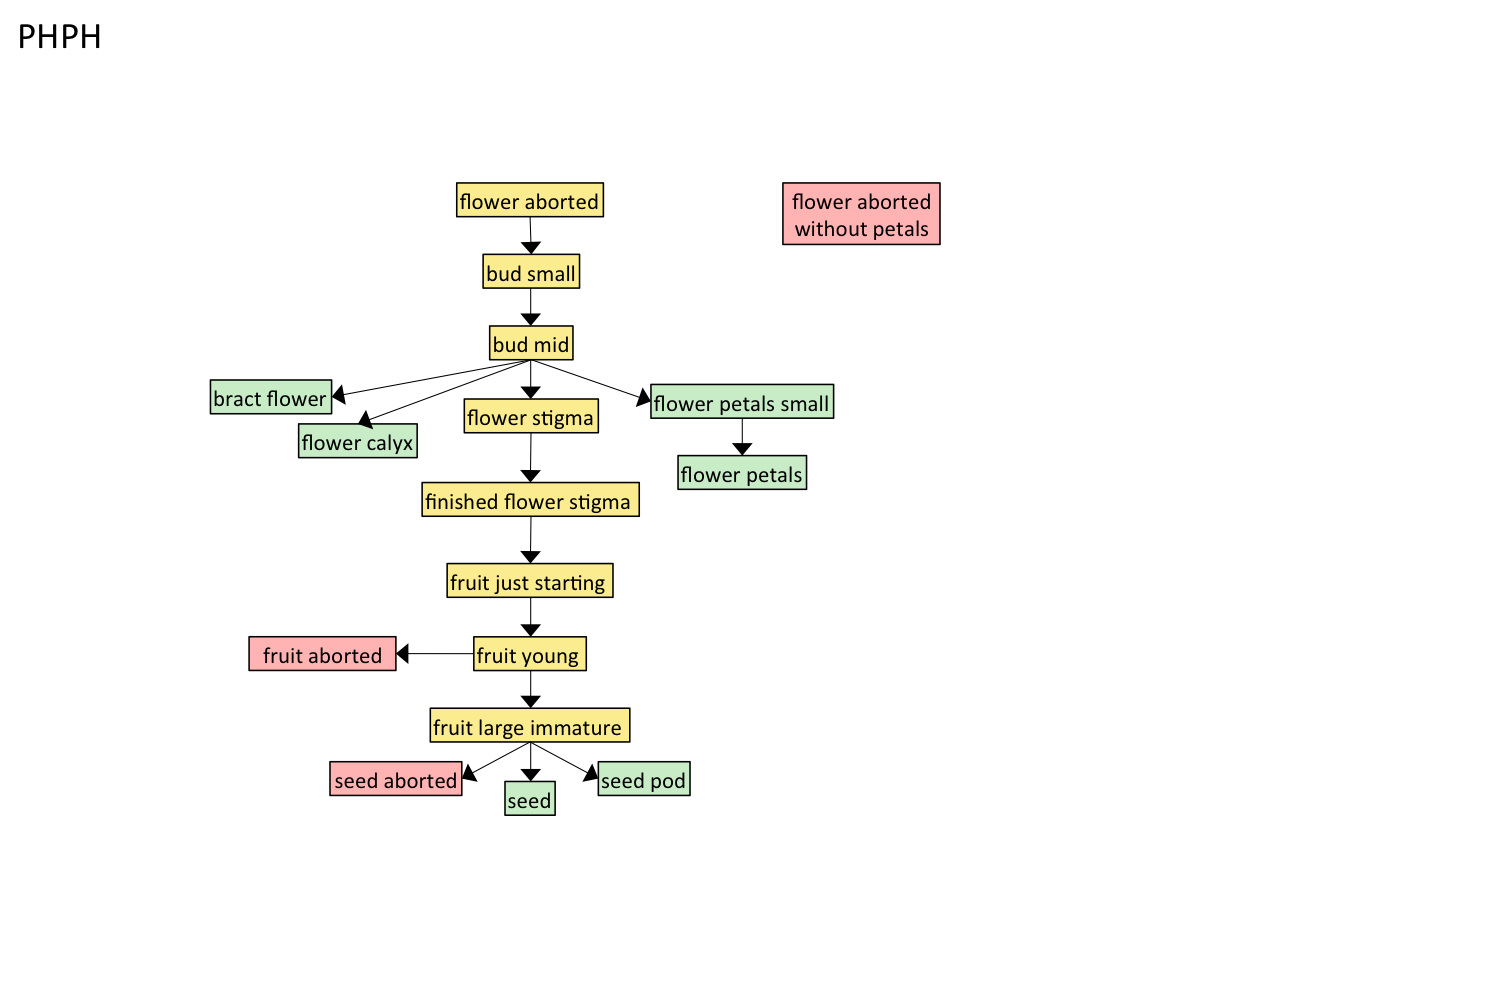 PHPH
flower aborted
flower aborted
without petals
bud small
bud mid
bract flower
flower petals small
flower stigma
flower calyx
flower petals
finished flower stigma
fruit just starting
fruit aborted
fruit young
fruit large immature
seed aborted
seed pod
seed